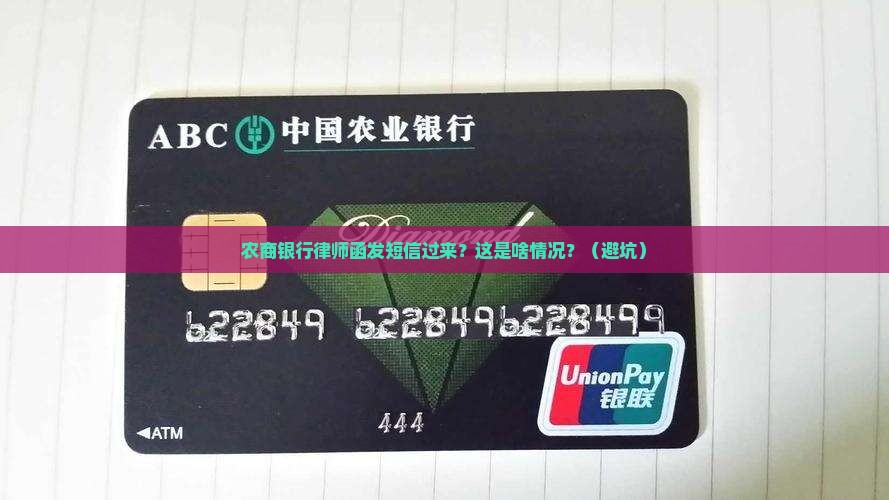 ABC 中国农业银行
Diamond
农商银行律师函发短信过来？这是啥情况？（避坑）
622849 6228496228499
444
UnionPay
银联
◀ATM